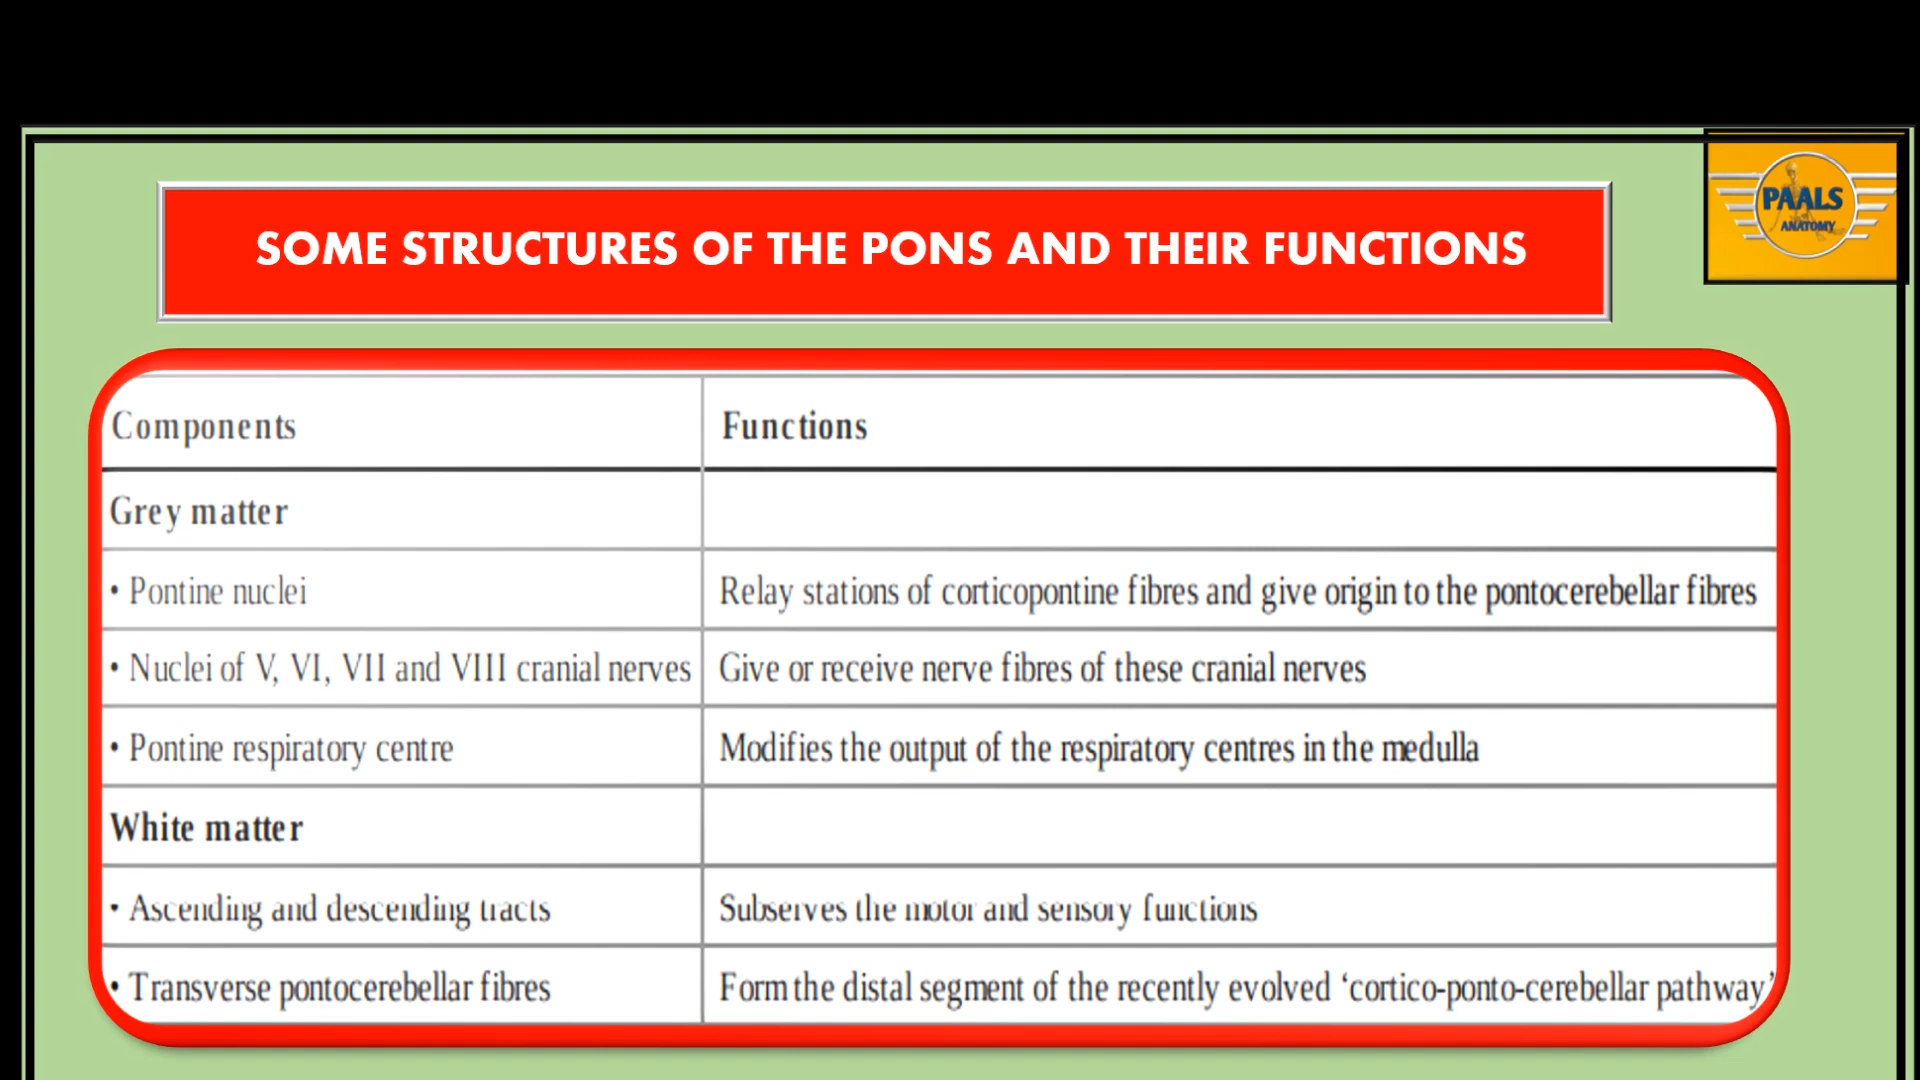 PAALS
ANATOMY
SOME STRUCTURES OF THE PONS AND THEIR FUNCTIONS
Components Functions
Grey matter
• Pontine nuclei Relay stations of corticopontine fibres and give origin to the pontocerebellar fibres
• Nuclei of V, VI, VII and VIII cranial nerves Give or receive nerve fibres of these cranial nerves
• Pontine respiratory centre Modifies the output of the respiratory centres in the medulla
White matter
• Ascending and descending tracts Subserves the motor and sensory functions
• Transverse pontocerebellar fibres Form the distal segment of the recently evolved ‘cortico-ponto-cerebellar pathway’